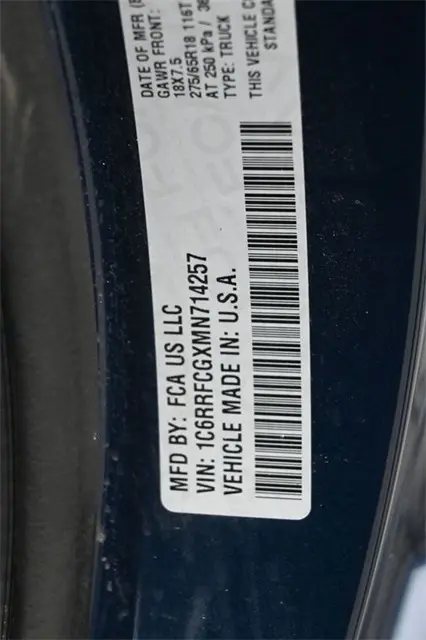 MFD BY: FCA US LLC
VIN: 1C6RRFCGXMN714257
VEHICLE MADE IN: U.S.A.
DATE OF MFR
GAWR FRONT:
18X7.5
275/65R18 116T
AT 250 kPa /
TYPE: TRUCK
THIS VEHICLE